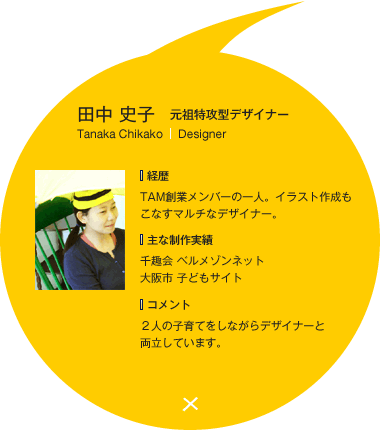 田中 史子 元祖特攻型デザイナー
Tanaka Chikako | Designer
経歴
TAM創業メンバーの一人。イラスト作成も
こなすマルチなデザイナー。
主な制作実績
千趣会 ベルメゾンネット
大阪市 子どもサイト
コメント
２人の子育てをしながらデザイナーと
両立しています。